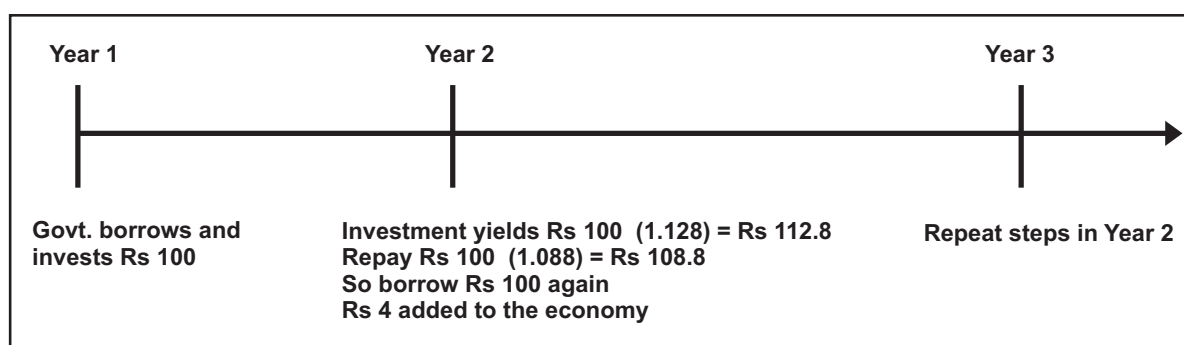 Year 1
Year 2
Year 3
Govt. borrows and
invests Rs 100
Investment yields Rs 100 (1.128) = Rs 112.8
Repay Rs 100 (1.088) = Rs 108.8
So borrow Rs 100 again
Rs 4 added to the economy
Repeat steps in Year 2